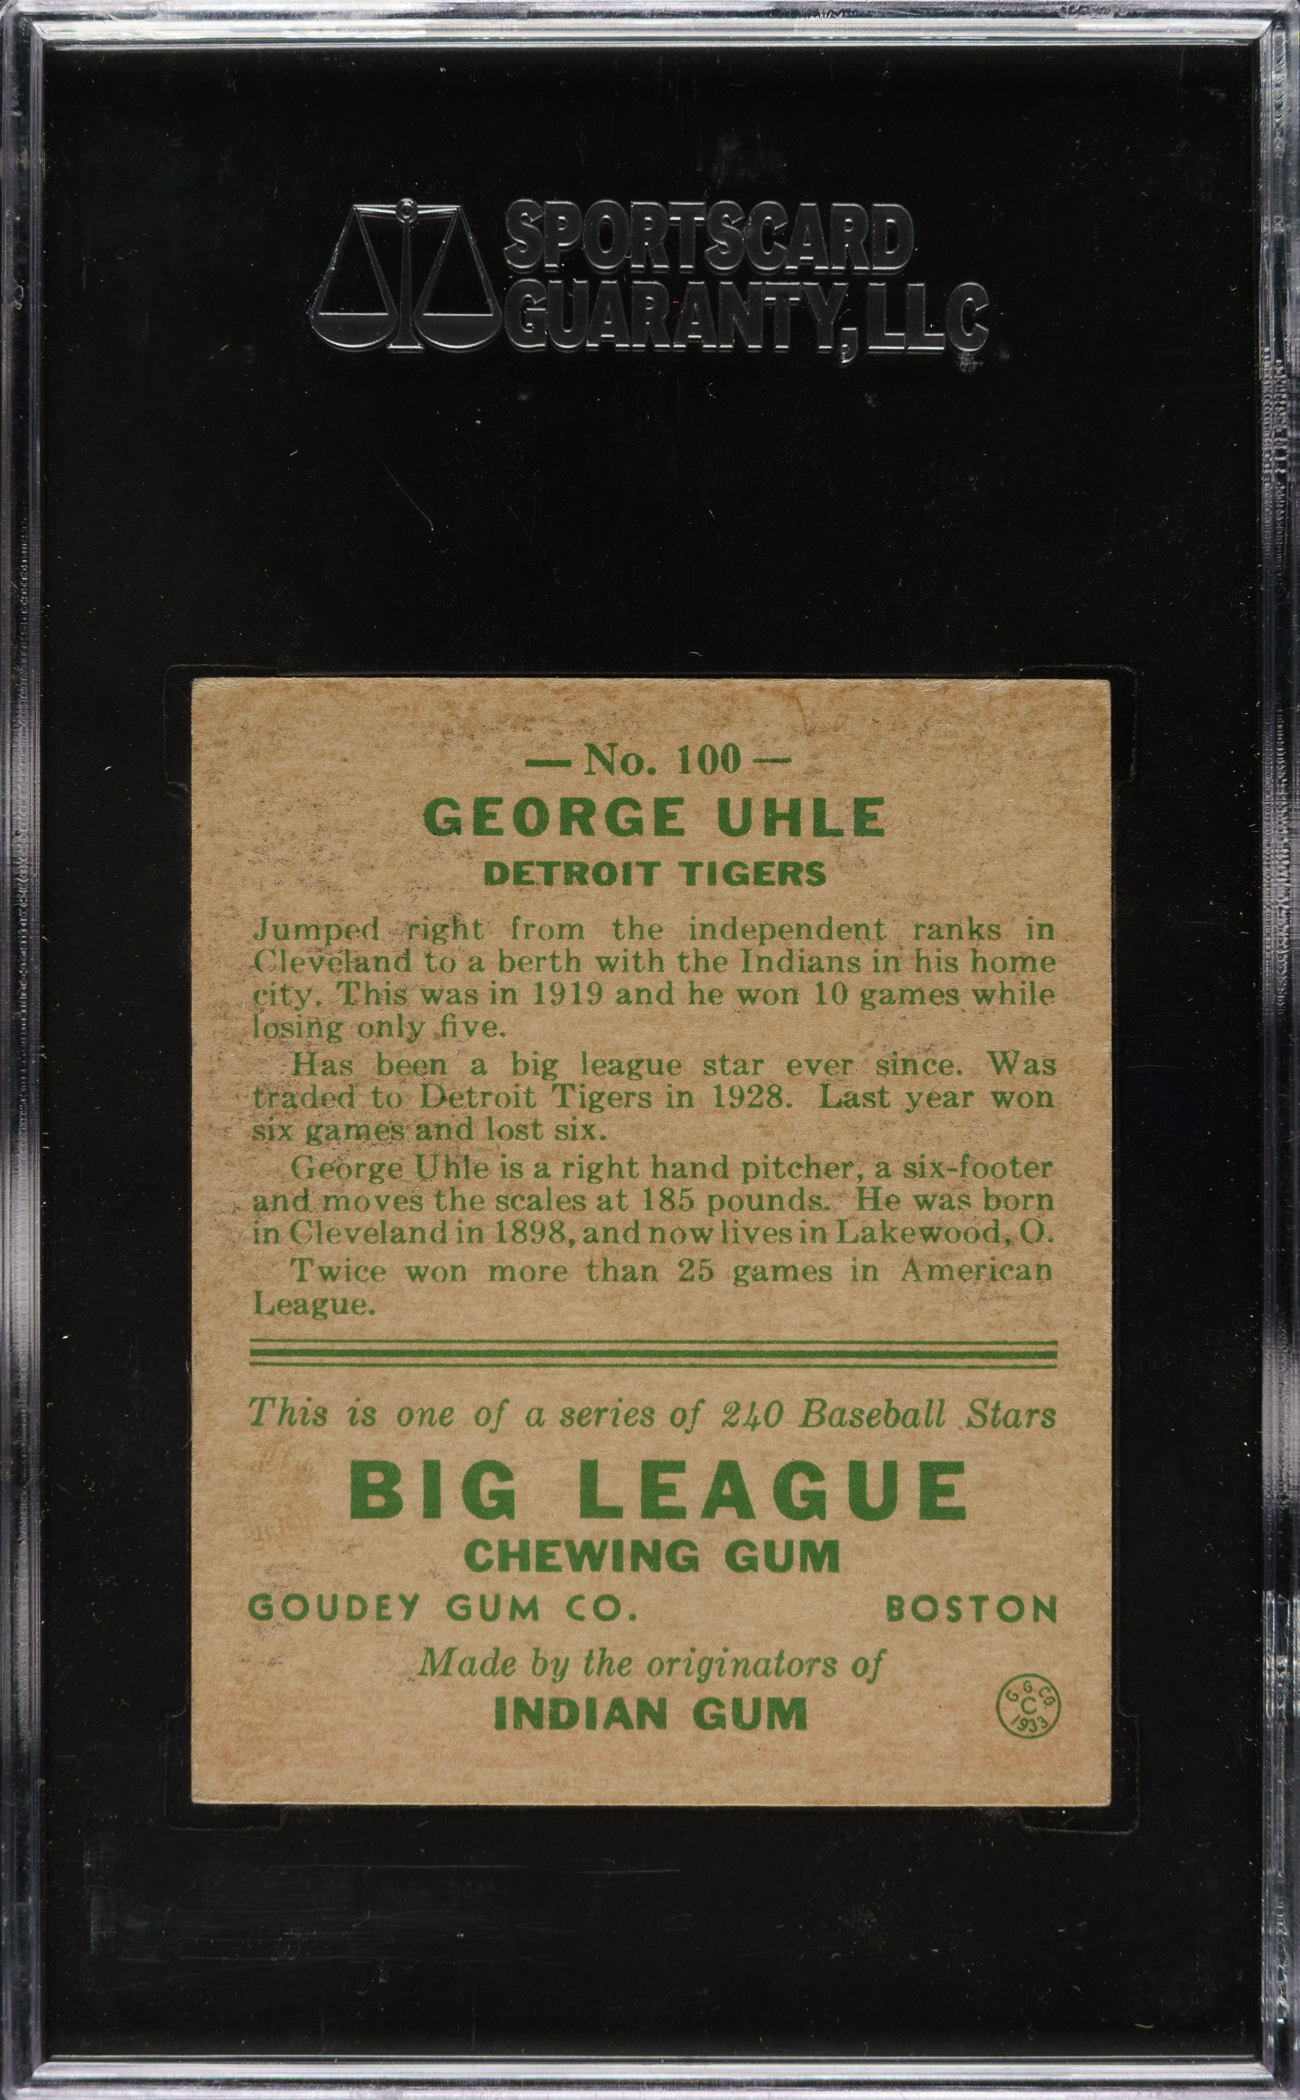 SPORTSCARD
GUARANTY, LLC
— No. 100 —
GEORGE UHLE
DETROIT TIGERS
Jumped right from the independent ranks in
Cleveland to a berth with the Indians in his home
city. This was in 1919 and he won 10 games while
losing only five.
Has been a big league star ever since. Was
traded to Detroit Tigers in 1928. Last year won
six games and lost six.
George Uhle is a right hand pitcher, a six-footer
and moves the scales at 185 pounds. He was born
in Cleveland in 1898, and now lives in Lakewood, O.
Twice won more than 25 games in American
League.
This is one of a series of 240 Baseball Stars
BIG LEAGUE
CHEWING GUM
GOUDEY GUM CO. BOSTON
Made by the originators of
INDIAN GUM
G. G. CO.
C
1933